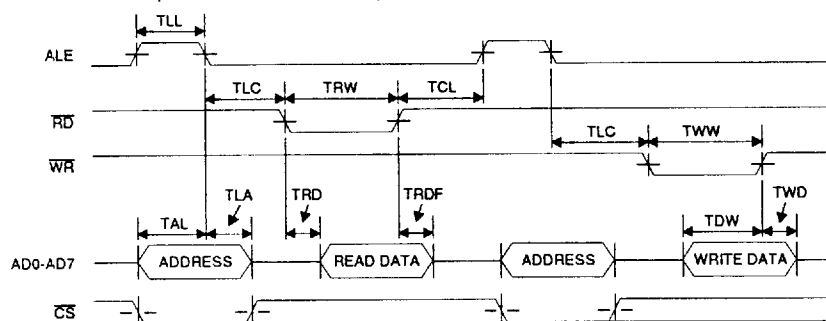 TLL
ALE
TLC TRW TCL
RD
TLC TWW
WR
TLA TRD TRDF TWD
TAL TDW
AD0-AD7 ADDRESS READ DATA ADDRESS WRITE DATA
CS